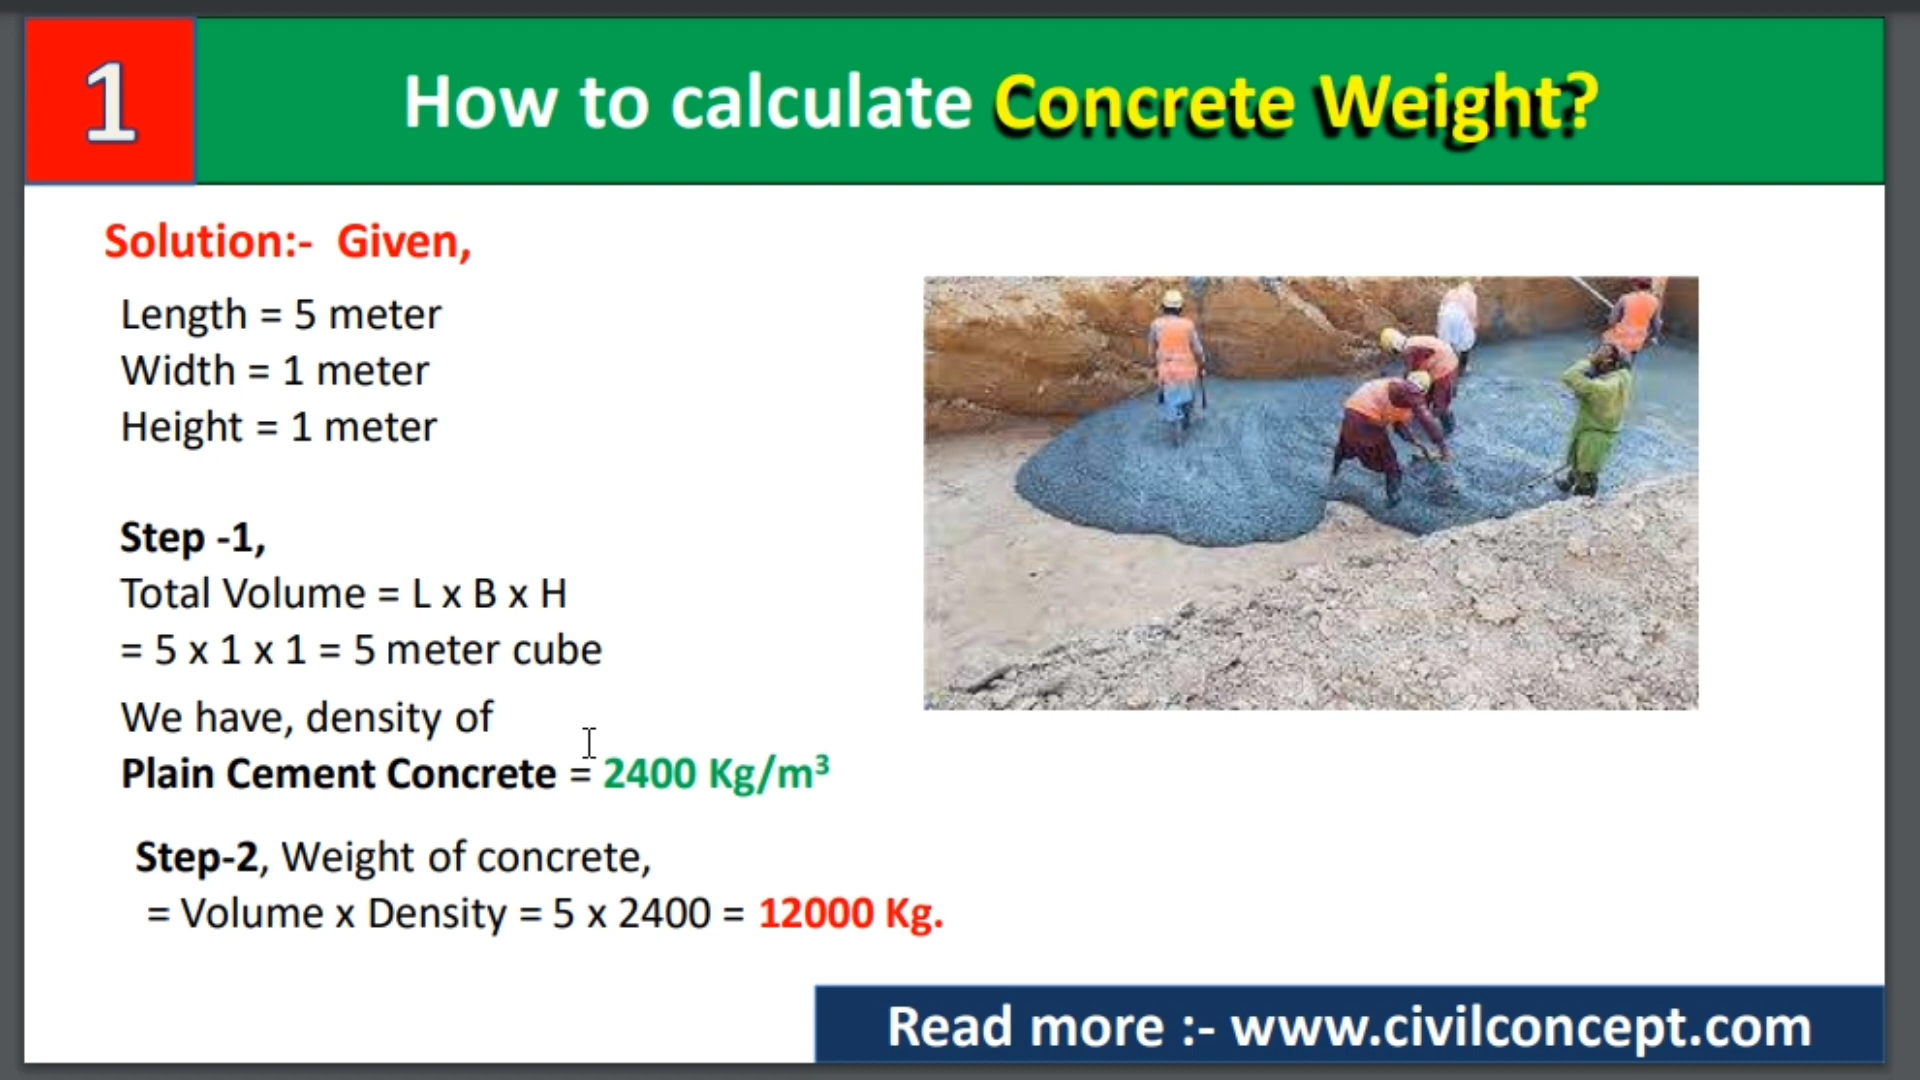 1
How to calculate Concrete Weight?
Solution:-  Given,
Length = 5 meter
Width = 1 meter
Height = 1 meter
Step -1,
Total Volume = L x B x H
= 5 x 1 x 1 = 5 meter cube
We have, density of
Plain Cement Concrete = 2400 Kg/m³
Step-2, Weight of concrete,
= Volume x Density = 5 x 2400 = 12000 Kg.
Read more :- www.civilconcept.com